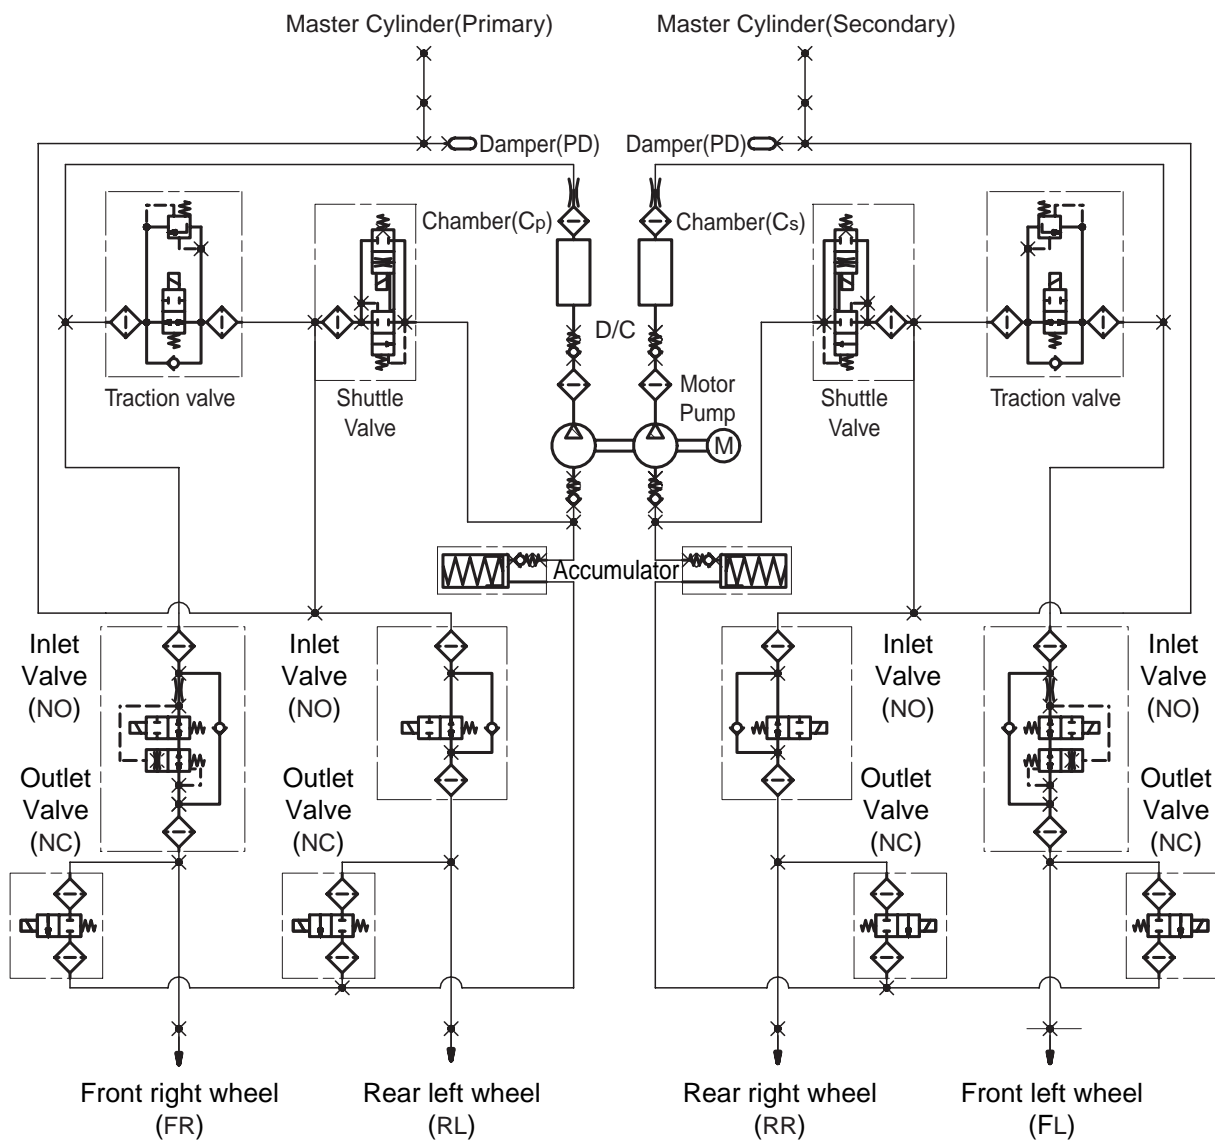 Master Cylinder(Primary)
Master Cylinder(Secondary)
Damper(PD)
Damper(PD)
Chamber(Cp)
Chamber(Cs)
D/C
Motor
Pump
M
Traction valve
Shuttle
Valve
Shuttle
Valve
Traction valve
Accumulator
Inlet
Valve
(NO)
Inlet
Valve
(NO)
Inlet
Valve
(NO)
Inlet
Valve
(NO)
Outlet
Valve
(NC)
Outlet
Valve
(NC)
Outlet
Valve
(NC)
Outlet
Valve
(NC)
Front right wheel
(FR)
Rear left wheel
(RL)
Rear right wheel
(RR)
Front left wheel
(FL)